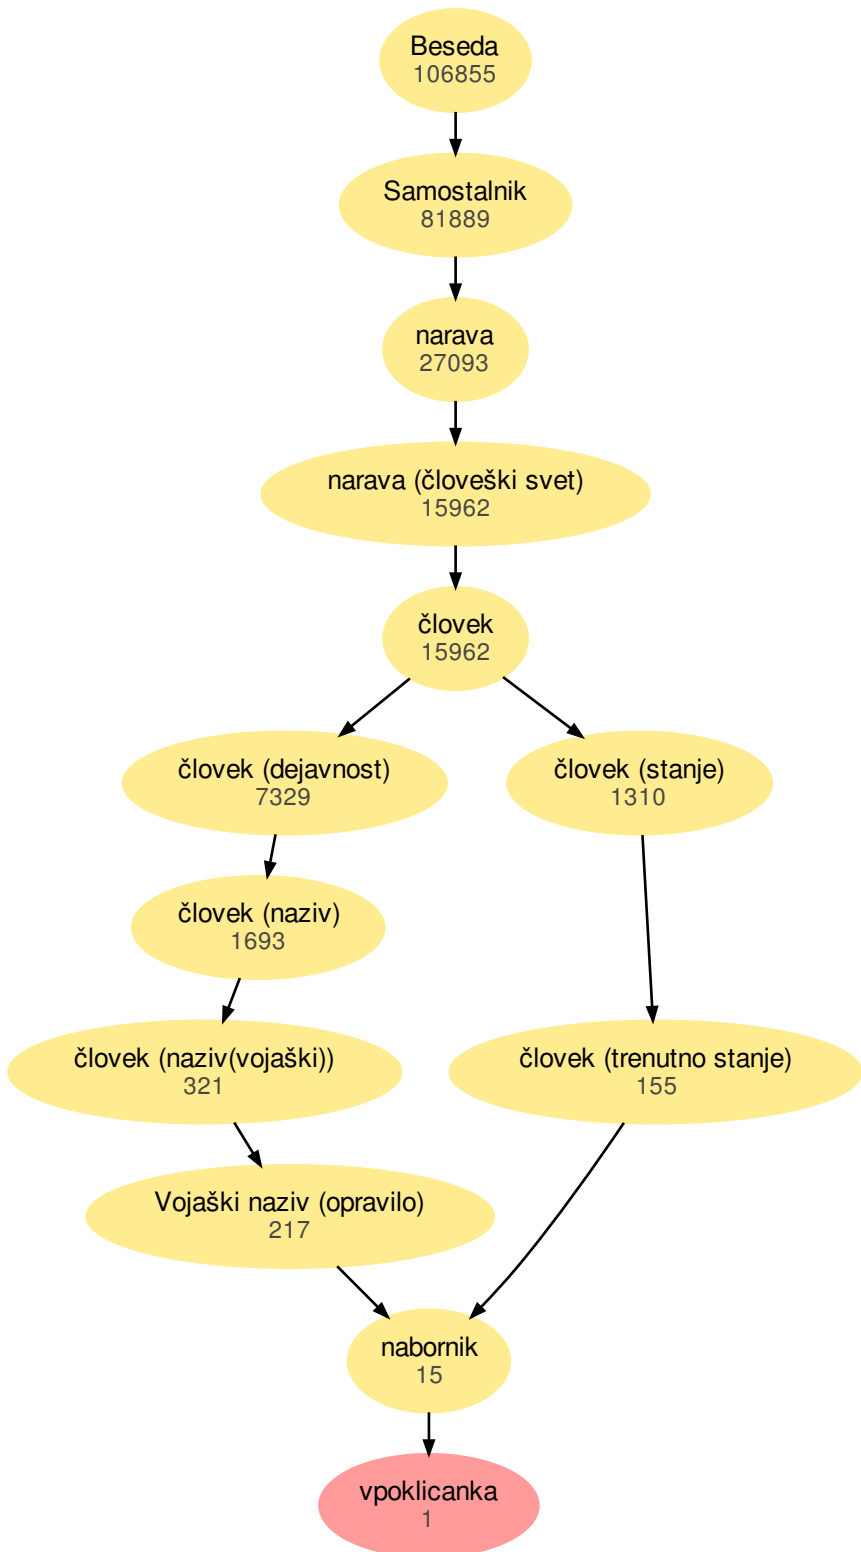 Beseda
106855
Samostalnik
81889
narava
27093
narava (človeški svet)
15962
človek
15962
človek (dejavnost)
7329
človek (stanje)
1310
človek (naziv)
1693
človek (naziv(vojaški))
321
človek (trenutno stanje)
155
Vojaški naziv (opravilo)
217
nabornik
15
vpoklicanka
1